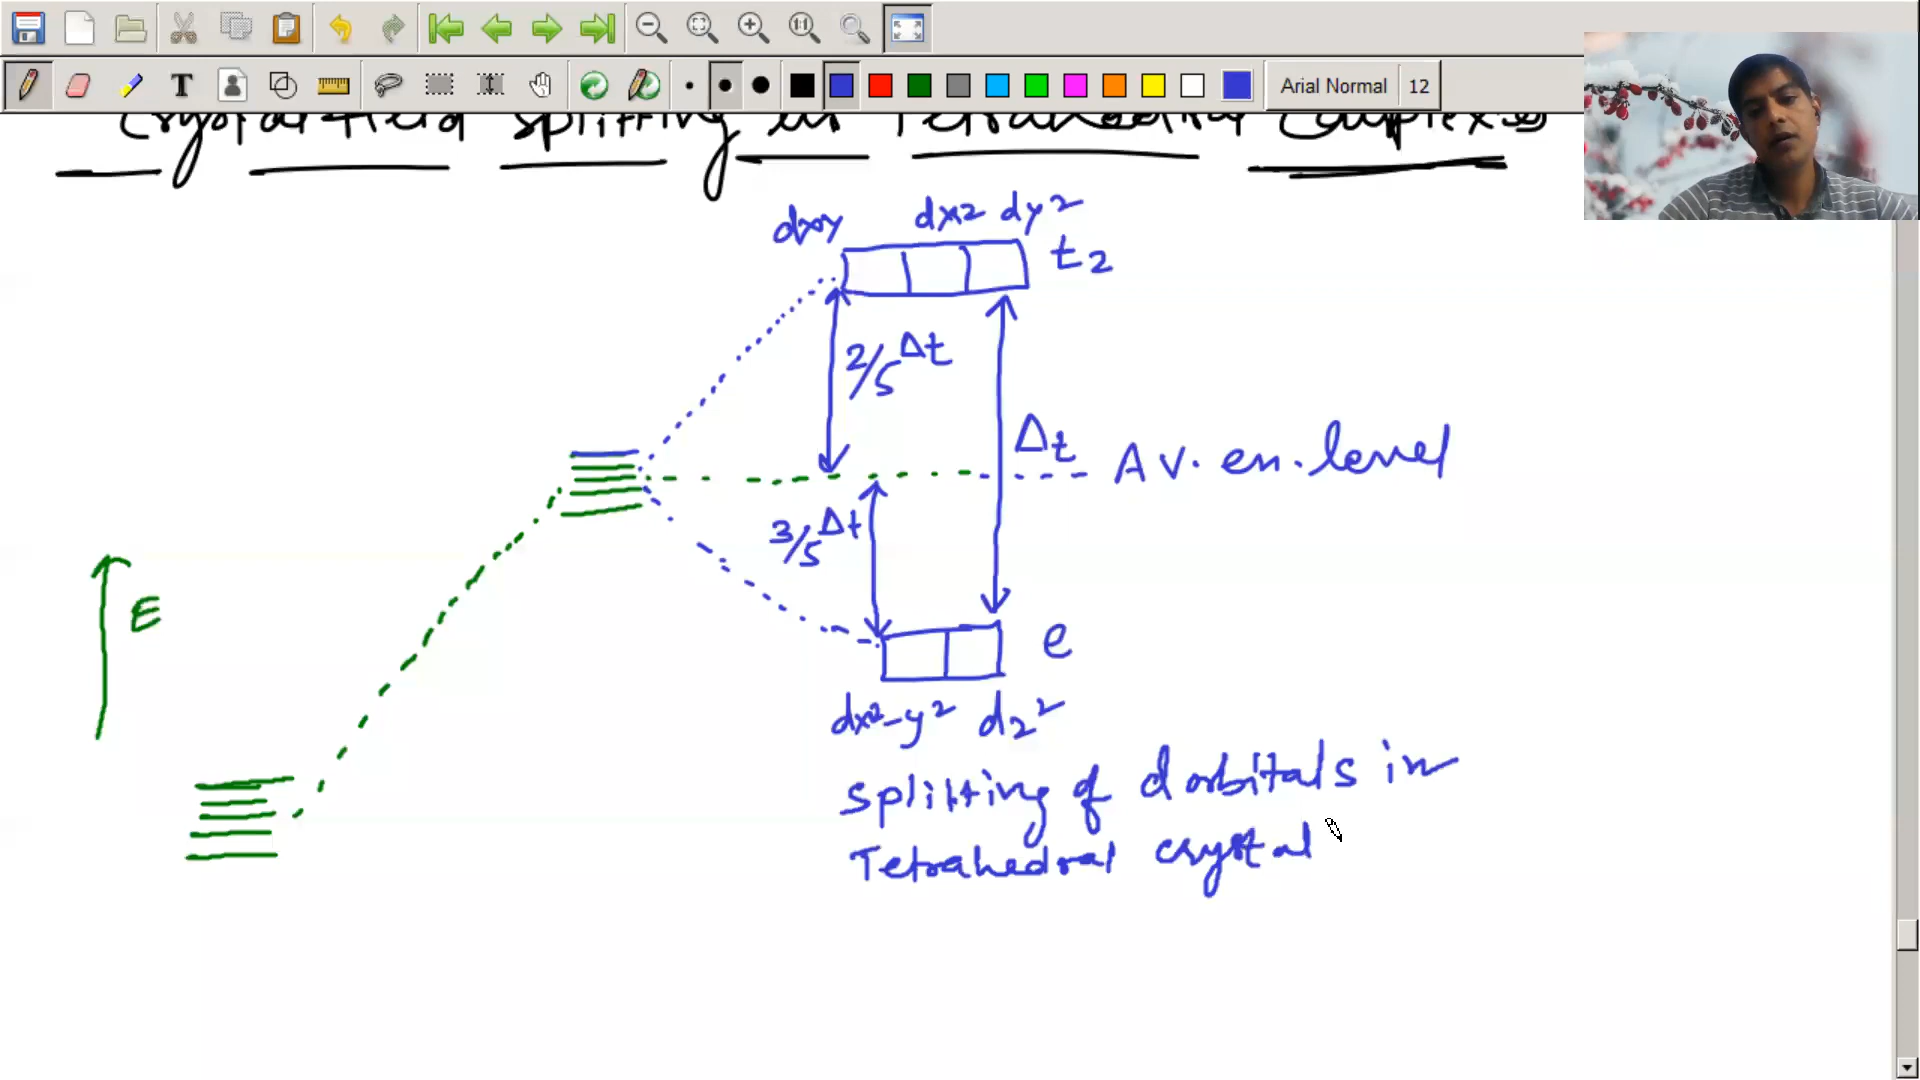 Arial Normal 12
Crystal field splitting in Tetrahedral Complexes
dxy dxz dyz
t2
2/5 Δt
Δt
Av. en. level
3/5 Δt
E
e
dx²-y² dz²
Splitting of d orbitals in
Tetrahedral crystal